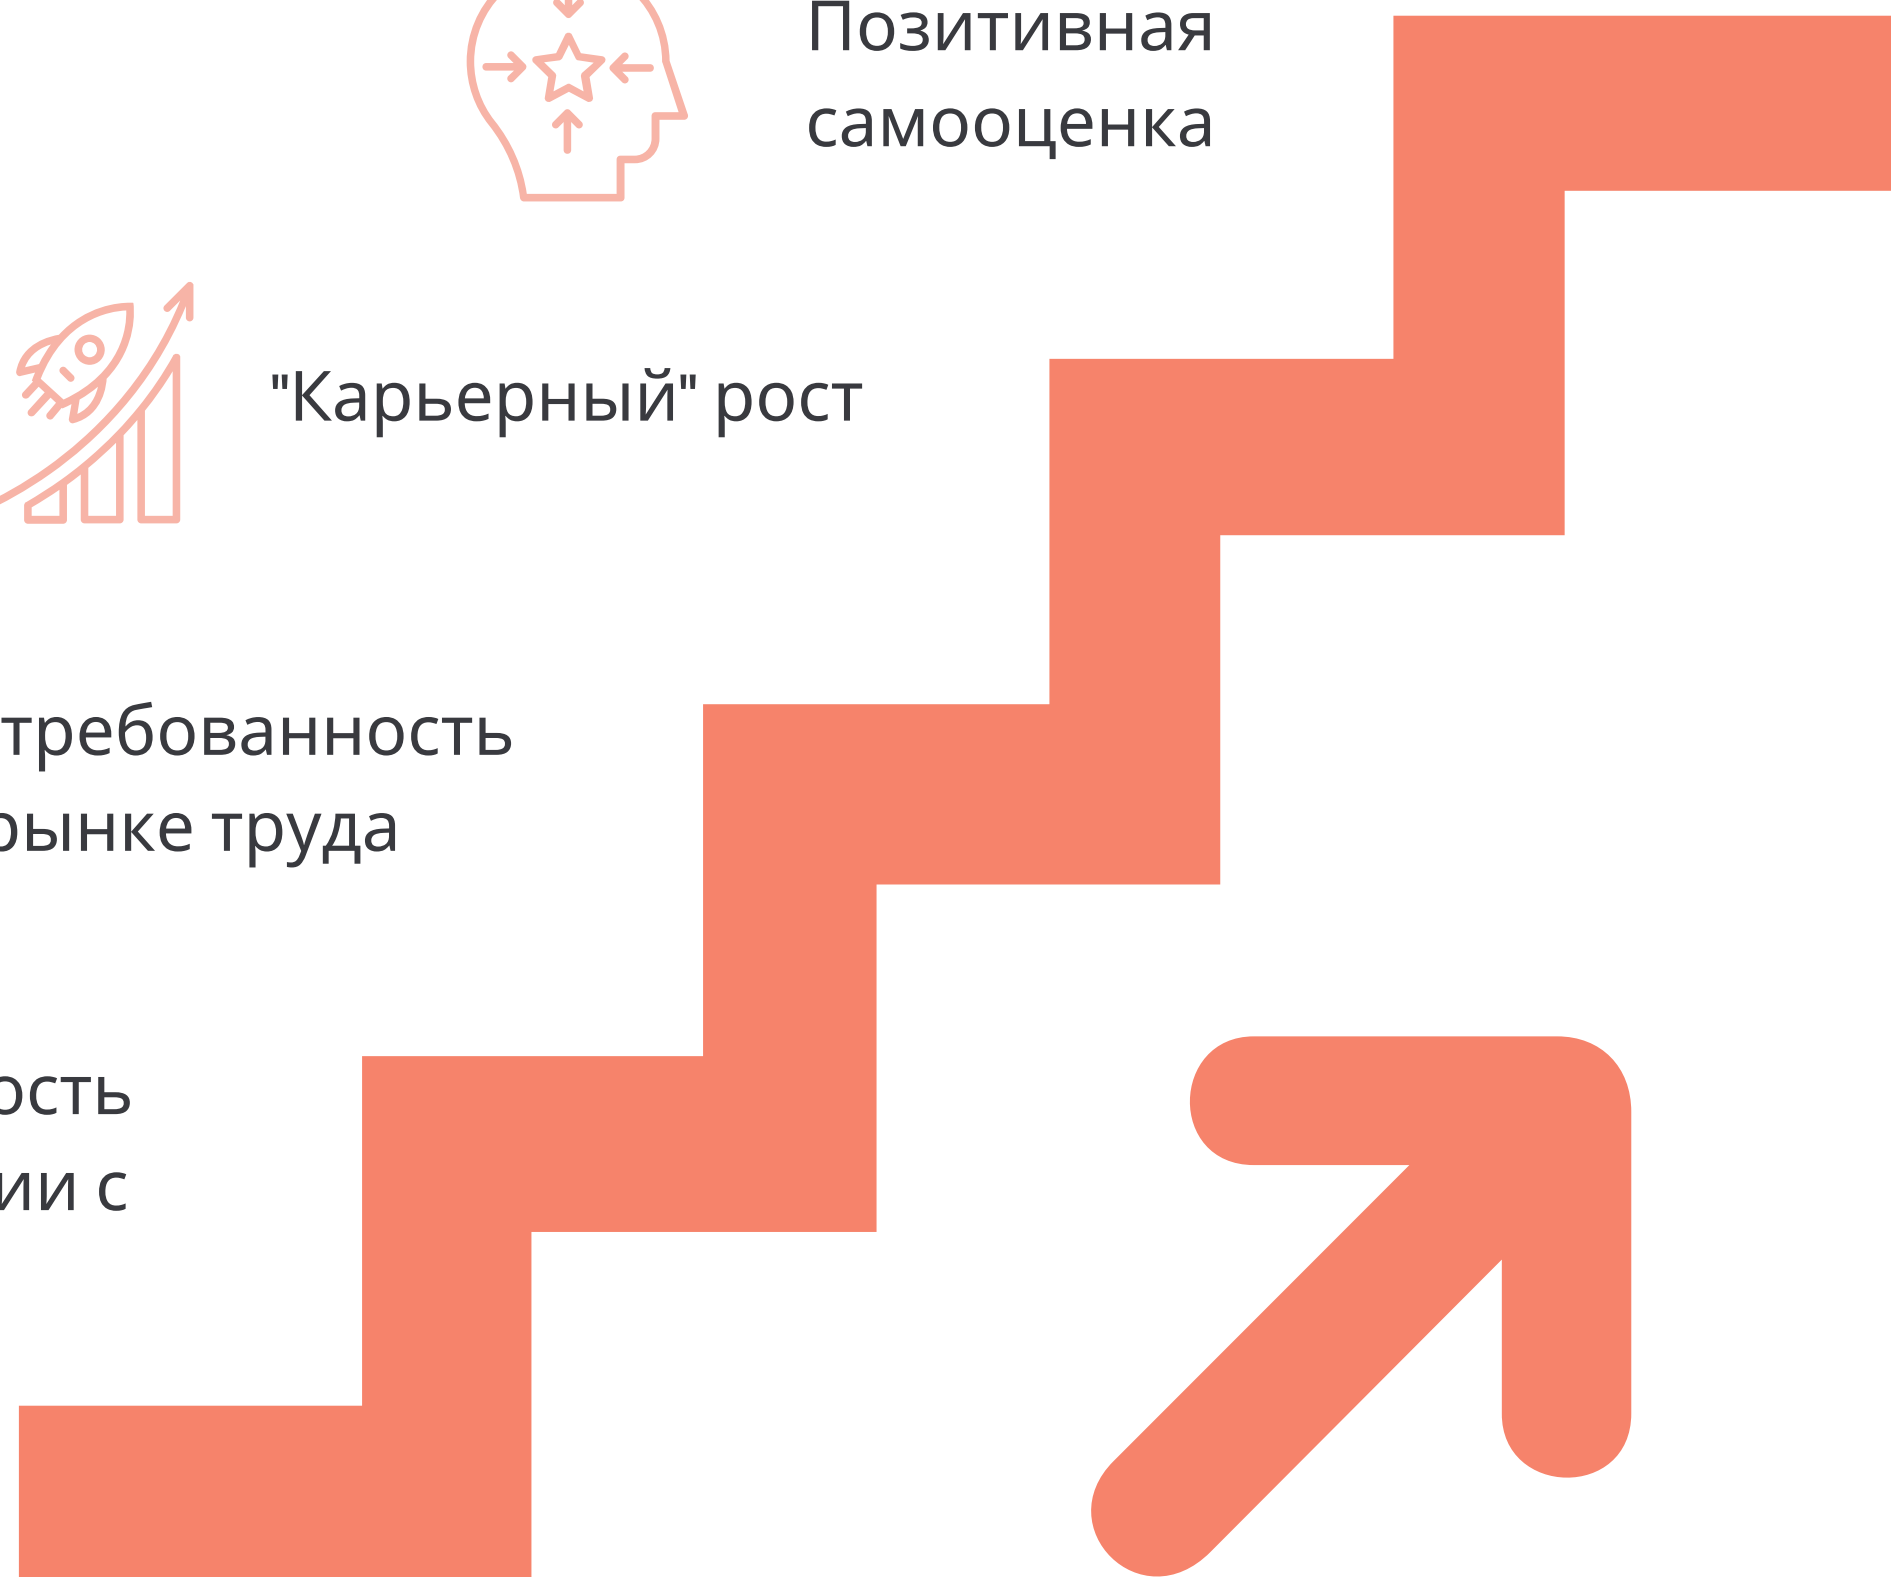 Позитивная
самооценка
"Карьерный" рост
требованность
рынке труда
ость
ии с